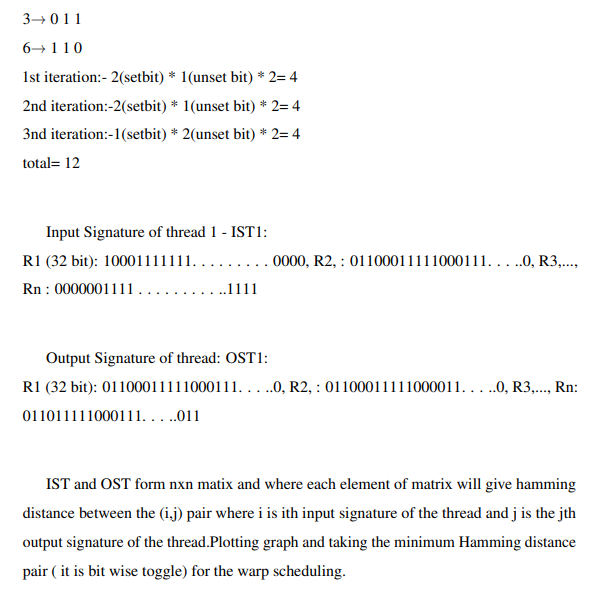 3→ 0 1 1
6→ 1 1 0
1st iteration:- 2(setbit) * 1(unset bit) * 2= 4
2nd iteration:-2(setbit) * 1(unset bit) * 2= 4
3nd iteration:-1(setbit) * 2(unset bit) * 2= 4
total= 12
Input Signature of thread 1 - IST1:
R1 (32 bit): 10001111111. . . . . . . . . 0000, R2, : 01100011111000111. . . ..0, R3,...,
Rn : 0000001111 . . . . . . . . . ..1111
Output Signature of thread: OST1:
R1 (32 bit): 01100011111000111. . . ..0, R2, : 01100011111000011. . . ..0, R3,..., Rn:
011011111000111. . . ..011
IST and OST form nxn matix and where each element of matrix will give hamming
distance between the (i,j) pair where i is ith input signature of the thread and j is the jth
output signature of the thread.Plotting graph and taking the minimum Hamming distance
pair ( it is bit wise toggle) for the warp scheduling.